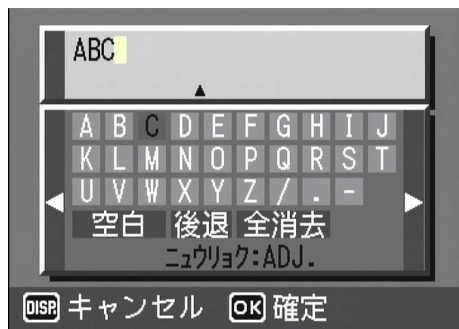 ABC
A B C D E F G H I J
K L M N O P Q R S T
U V W X Y Z / . -
空白 後退 全消去
ニュウリョク:ADJ.
DISP. キャンセル OK 確定